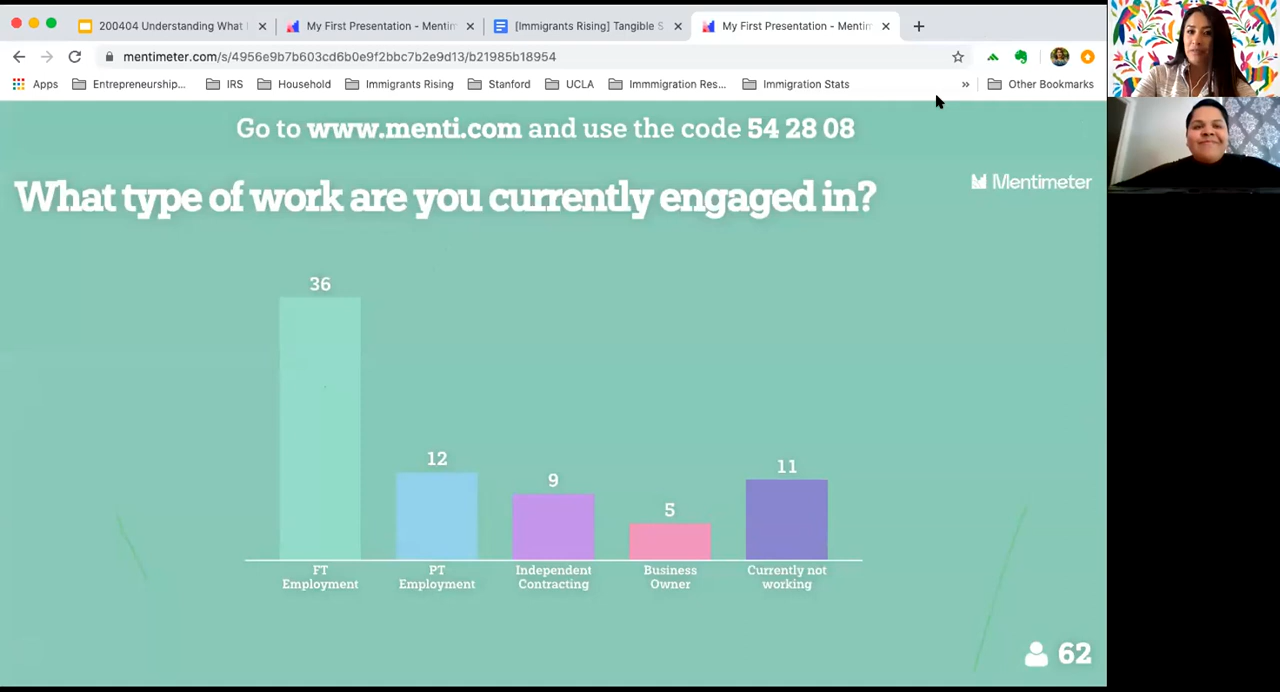 200404 Understanding What
My First Presentation - Mentim
[Immigrants Rising] Tangible S
My First Presentation - Mentim
mentimeter.com/s/4956e9b7b603cd6b0e9f2bbc7b2e9d13/b21985b18954
Apps Entrepreneurship... IRS Household Immigrants Rising Stanford UCLA Immmigration Res... Immigration Stats » Other Bookmarks
Go to www.menti.com and use the code 54 28 08
Mentimeter
What type of work are you currently engaged in?
36
12
9
5
11
FT
Employment
PT
Employment
Independent
Contracting
Business
Owner
Currently not
working
62